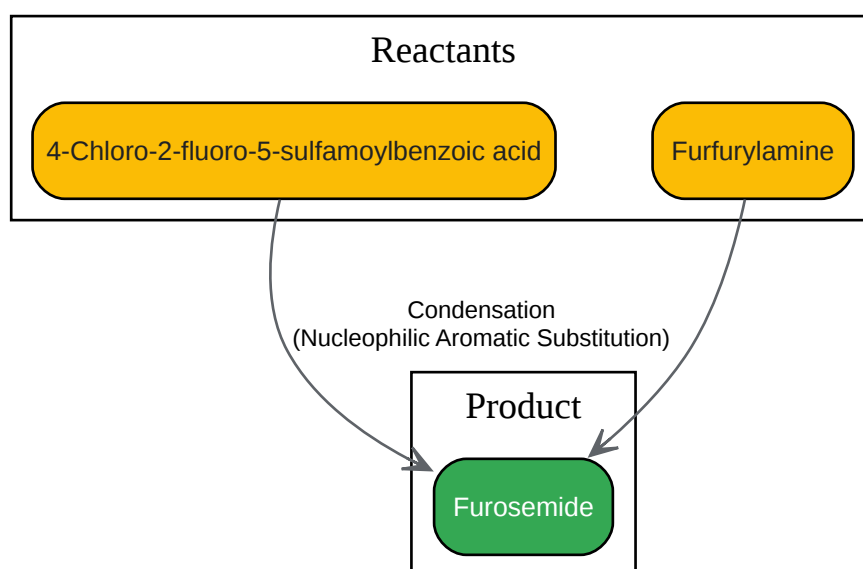 Reactants
4-Chloro-2-fluoro-5-sulfamoylbenzoic acid
Furfurylamine
Condensation
(Nucleophilic Aromatic Substitution)
Product
Furosemide